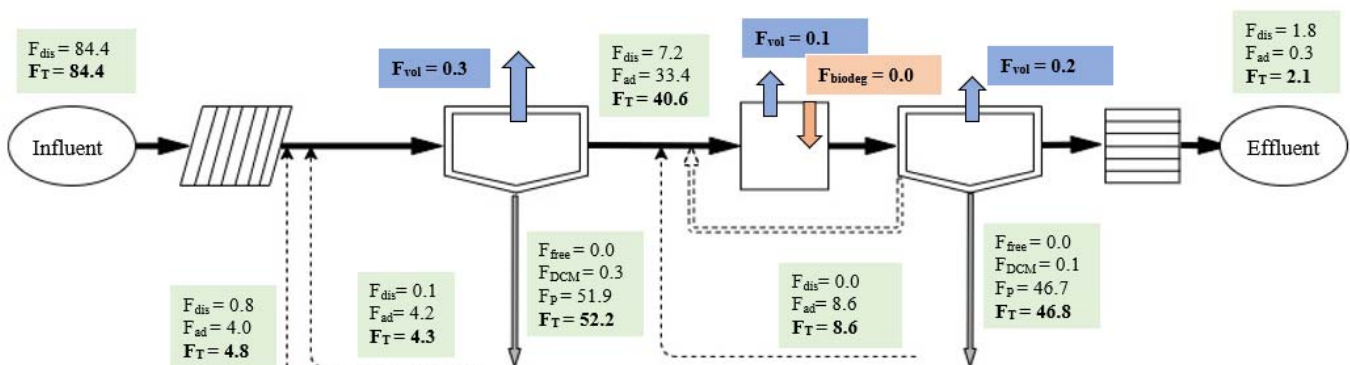 F_dis = 84.4
F_T = 84.4
Influent
F_vol = 0.3
F_dis = 7.2
F_ad = 33.4
F_T = 40.6
F_vol = 0.1
F_biodeg = 0.0
F_vol = 0.2
F_dis = 1.8
F_ad = 0.3
F_T = 2.1
Effluent
F_dis = 0.8
F_ad = 4.0
F_T = 4.8
F_dis = 0.1
F_ad = 4.2
F_T = 4.3
F_free = 0.0
F_DCM = 0.3
F_P = 51.9
F_T = 52.2
F_dis = 0.0
F_ad = 8.6
F_T = 8.6
F_free = 0.0
F_DCM = 0.1
F_P = 46.7
F_T = 46.8